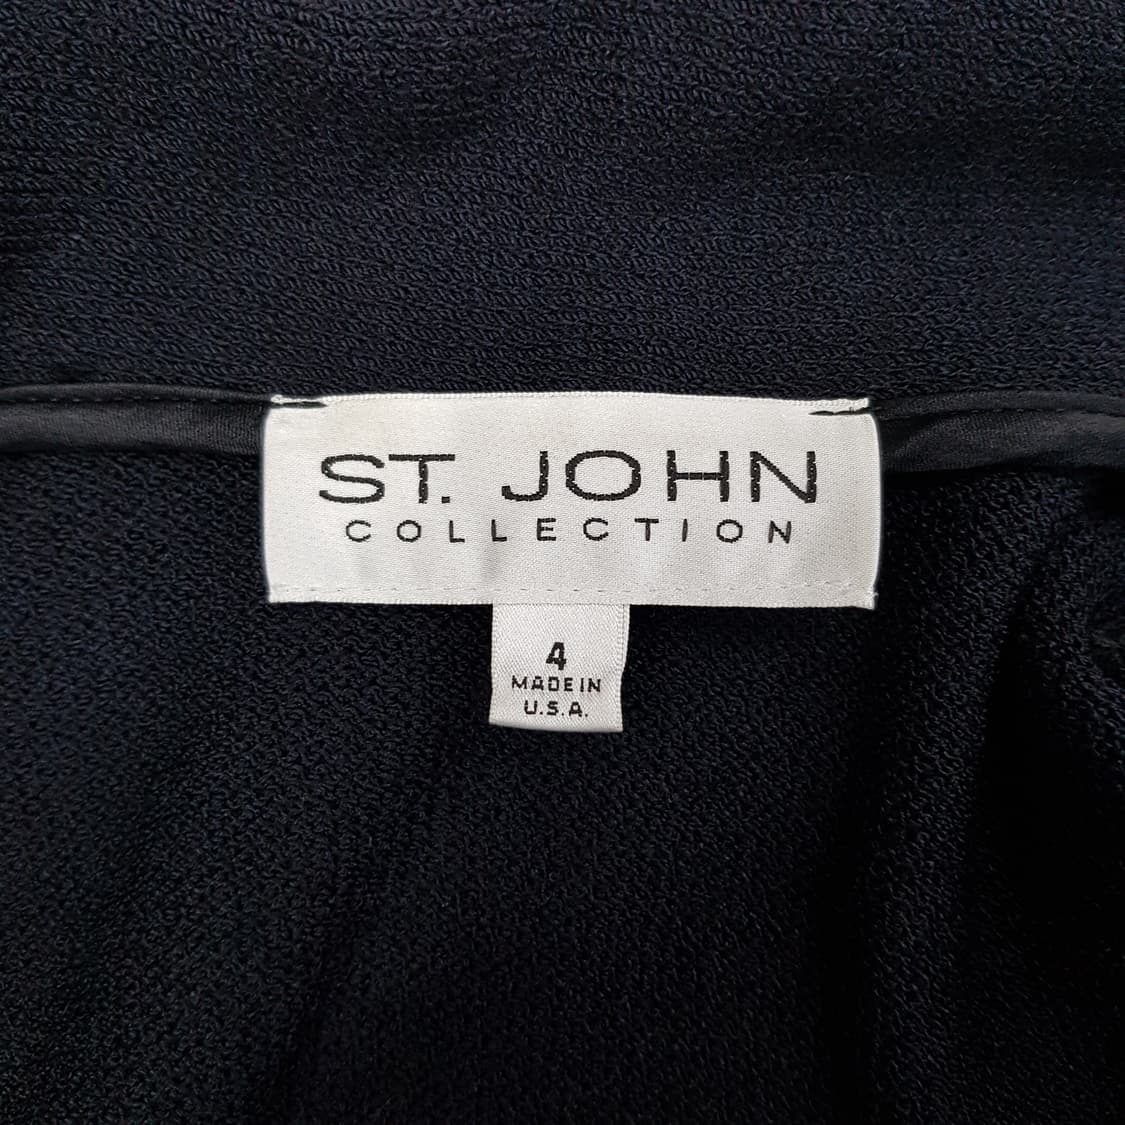 ST. JOHN
COLLECTION
4
MADE IN
U.S.A.